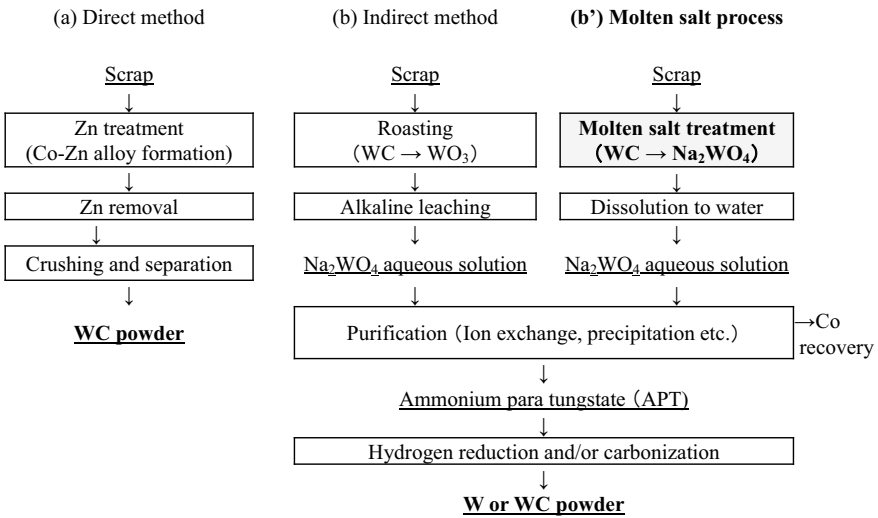 (a) Direct method
Scrap
↓
Zn treatment
(Co-Zn alloy formation)
↓
Zn removal
↓
Crushing and separation
↓
WC powder
(b) Indirect method
Scrap
↓
Roasting
(WC → WO₃)
↓
Alkaline leaching
↓
Na₂WO₄ aqueous solution
↓
(b’) Molten salt process
Scrap
↓
Molten salt treatment
(WC → Na₂WO₄)
↓
Dissolution to water
↓
Na₂WO₄ aqueous solution
↓
Purification (Ion exchange, precipitation etc.)
→Co
recovery
↓
Ammonium para tungstate (APT)
↓
Hydrogen reduction and/or carbonization
↓
W or WC powder